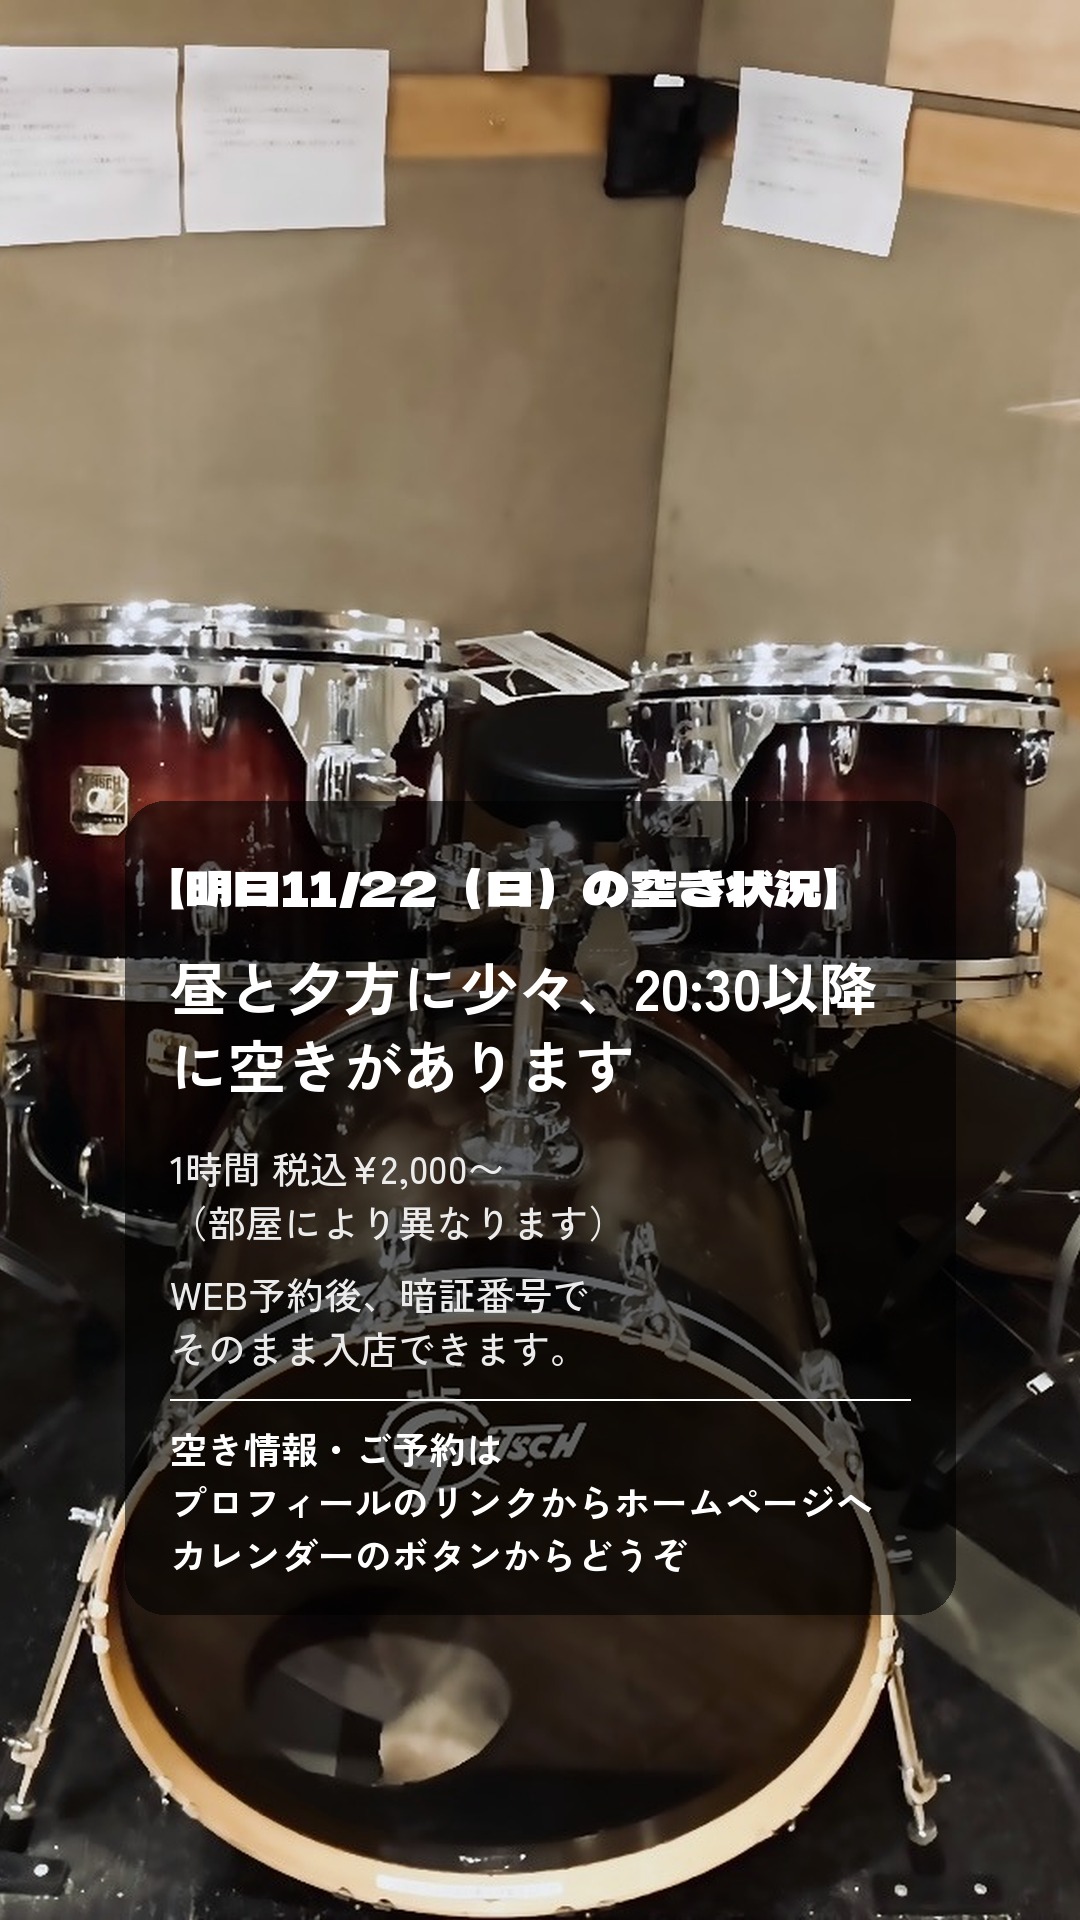 【明日11/22（日）の空き状況】
昼と夕方に少々、20:30以降
に空きがあります
1時間 税込¥2,000〜
（部屋により異なります）
WEB予約後、暗証番号で
そのまま入店できます。
空き情報・ご予約は
プロフィールのリンクからホームページへ
カレンダーのボタンからどうぞ